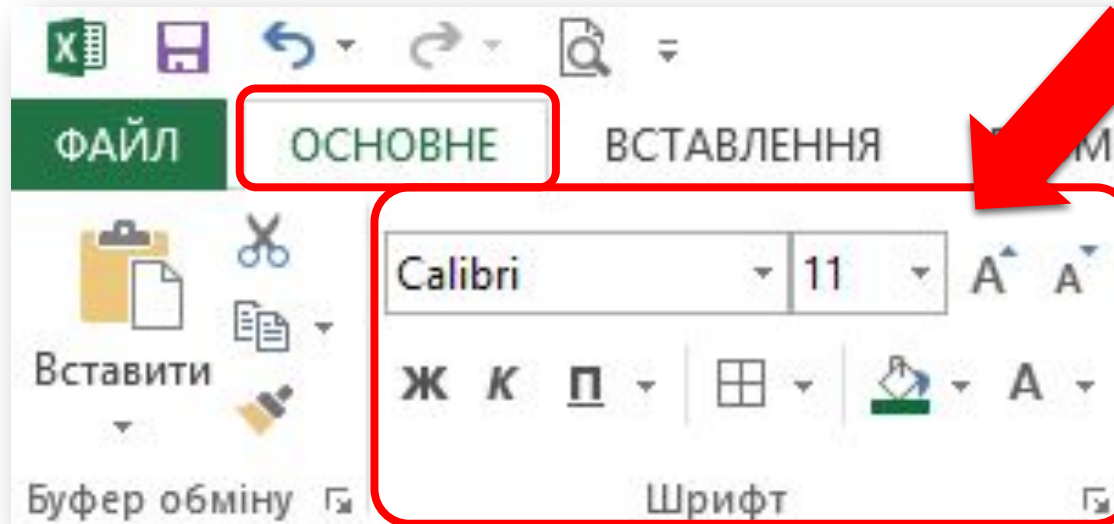 ФАЙЛ ОСНОВНЕ ВСТАВЛЕННЯ
Calibri 11 A A
Вставити
Ж К П A
Буфер обміну Шрифт